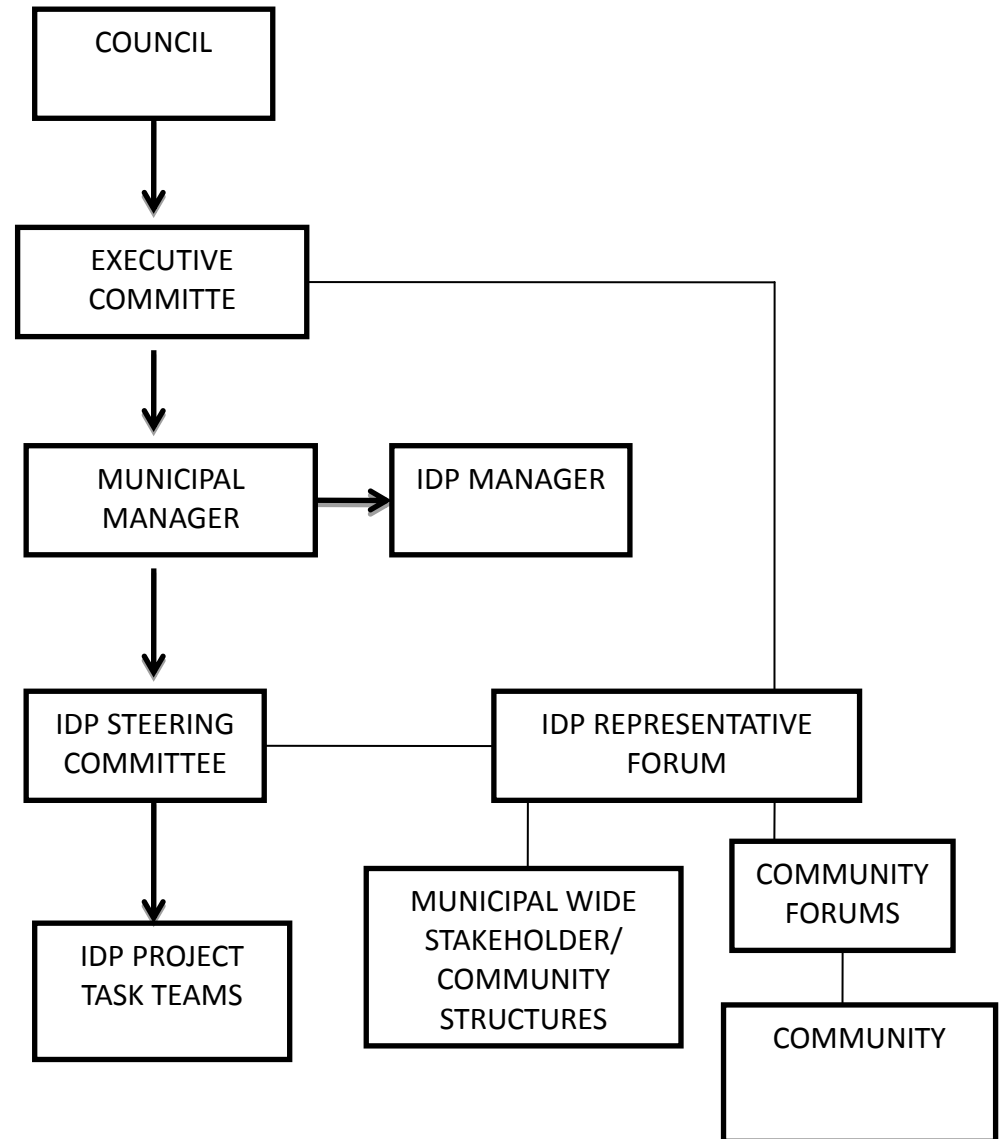 COUNCIL
EXECUTIVE
COMMITTE
MUNICIPAL
MANAGER
IDP MANAGER
IDP STEERING
COMMITTEE
IDP REPRESENTATIVE
FORUM
IDP PROJECT
TASK TEAMS
MUNICIPAL WIDE
STAKEHOLDER/
COMMUNITY
STRUCTURES
COMMUNITY
FORUMS
COMMUNITY